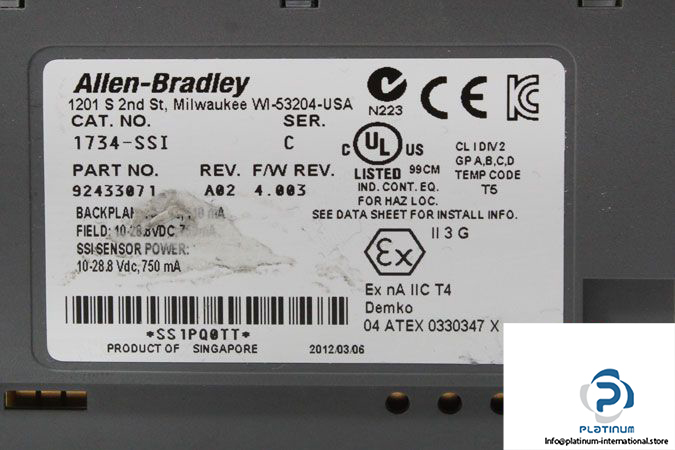 Allen-Bradley
1201 S 2nd St, Milwaukee WI-53204-USA
CAT. NO. SER.
1734-SSI C
PART NO. REV. F/W REV.
92433071 A02 4.003
FIELD: 10-28.8VDC,
SSI SENSOR POWER:
10-28.8 Vdc, 750 mA
*SS1PQ0TT*
PRODUCT OF SINGAPORE 2012/03/06
N223
CE
c UL US
LISTED 99CM
IND. CONT. EQ.
FOR HAZ LOC.
CL I DIV 2
GP A,B,C,D
TEMP CODE
T5
SEE DATA SHEET FOR INSTALL INFO.
Ex II 3 G
Ex nA IIC T4
Demko
04 ATEX 0330347 X
PLATINUM
Info@platinum-international.store